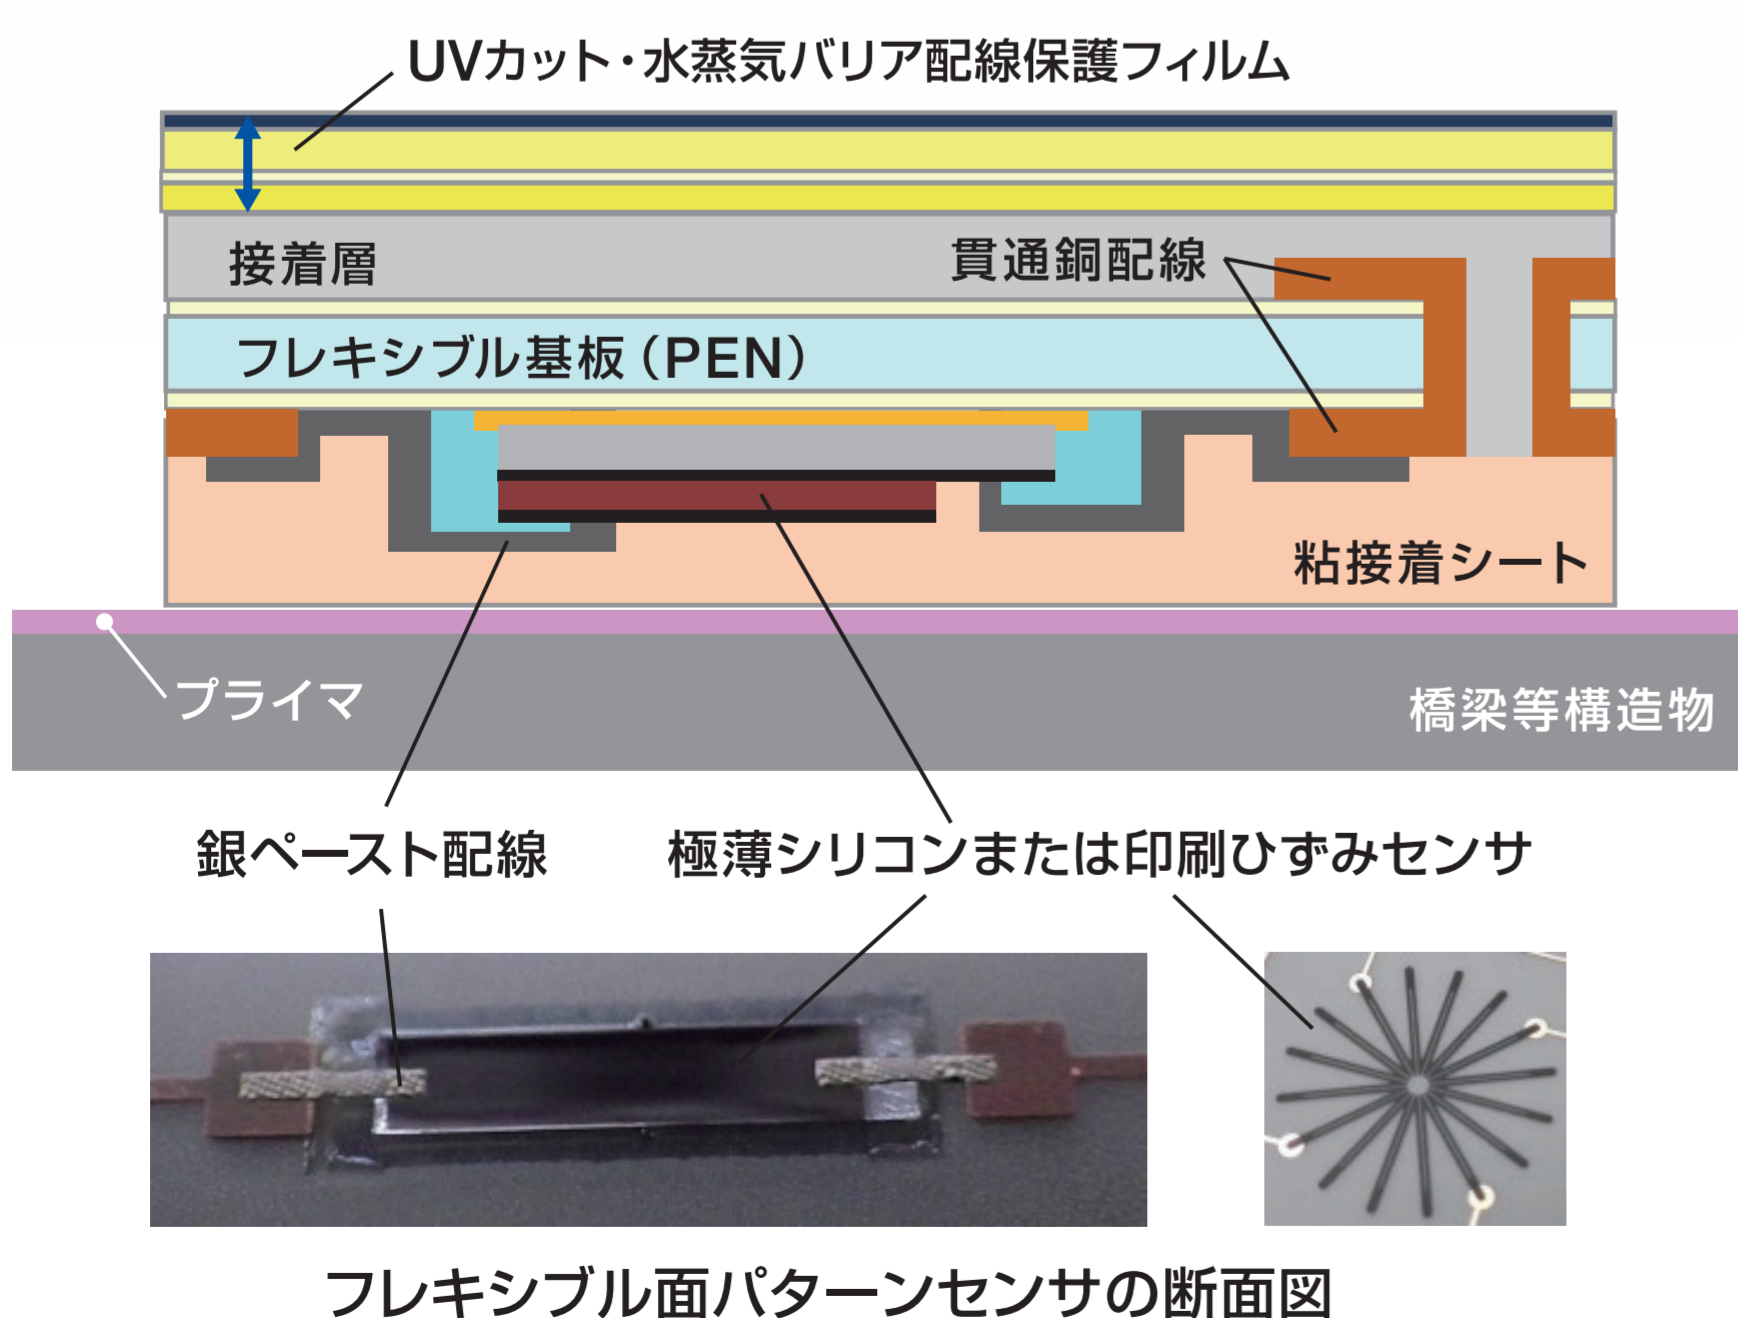 UVカット・水蒸気バリア配線保護フィルム
接着層
貫通銅配線
フレキシブル基板（PEN）
粘接着シート
プライマ
橋梁等構造物
銀ペースト配線
極薄シリコンまたは印刷ひずみセンサ
フレキシブル面パターンセンサの断面図